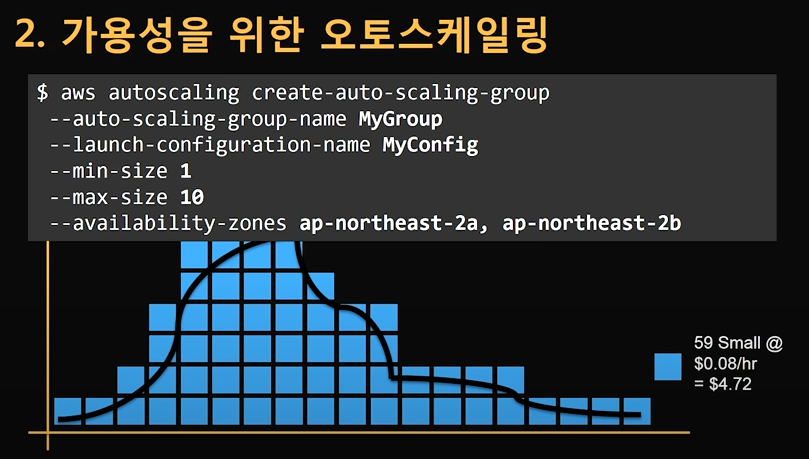 2. 가용성을 위한 오토스케일링
$ aws autoscaling create-auto-scaling-group
--auto-scaling-group-name MyGroup
--launch-configuration-name MyConfig
--min-size 1
--max-size 10
--availability-zones ap-northeast-2a, ap-northeast-2b
59 Small @
$0.08/hr
= $4.72